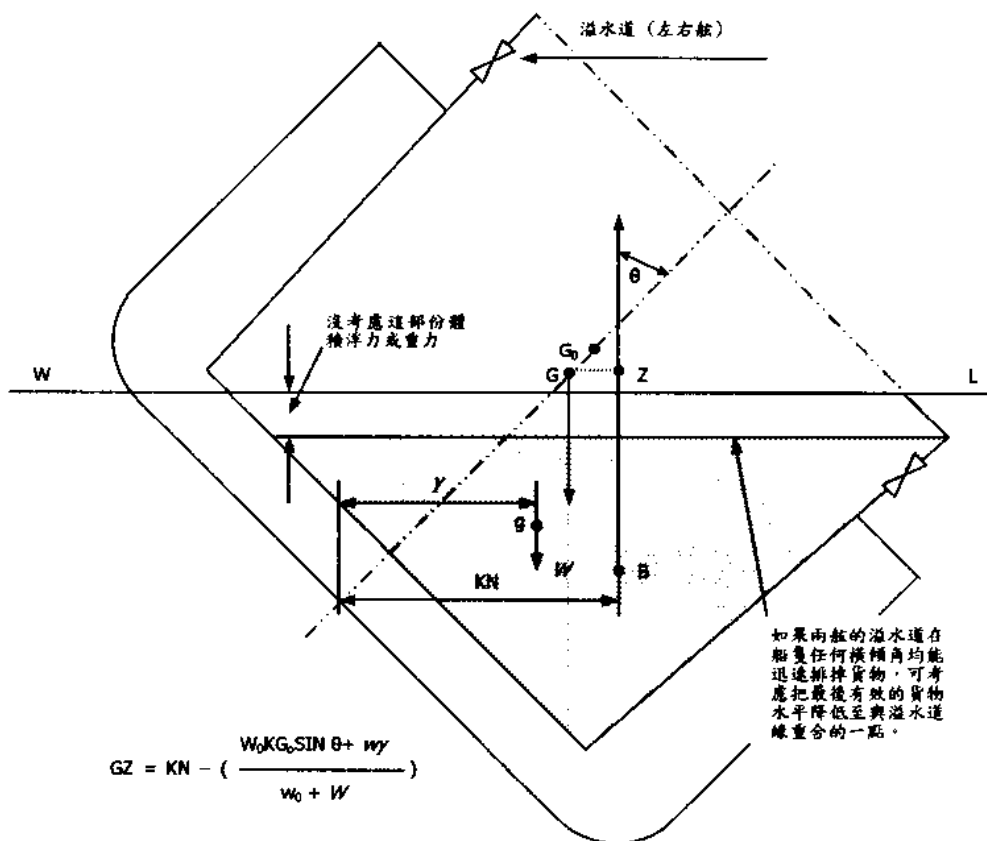 溢水道(左右舷)
θ
沒考慮這部份體
積浮力或重力
G₀
W
G
Z
L
y
g
W
B
KN
如果兩舷的溢水道在
船隻任何橫傾角均能
迅速排掉貨物,可考
慮把最後有效的貨物
水平降低至與溢水道
緣重合的一點。
W₀KG₀SIN θ+ wy
GZ = KN – ( )
w₀ + W